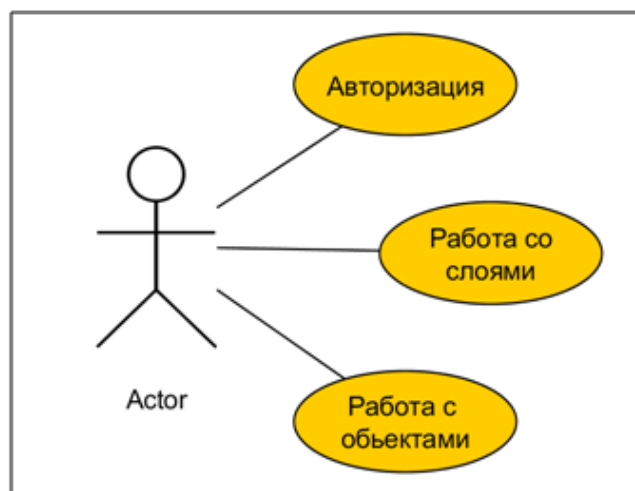 Авторизация
Работа со
слоями
Actor
Работа с
обьектами